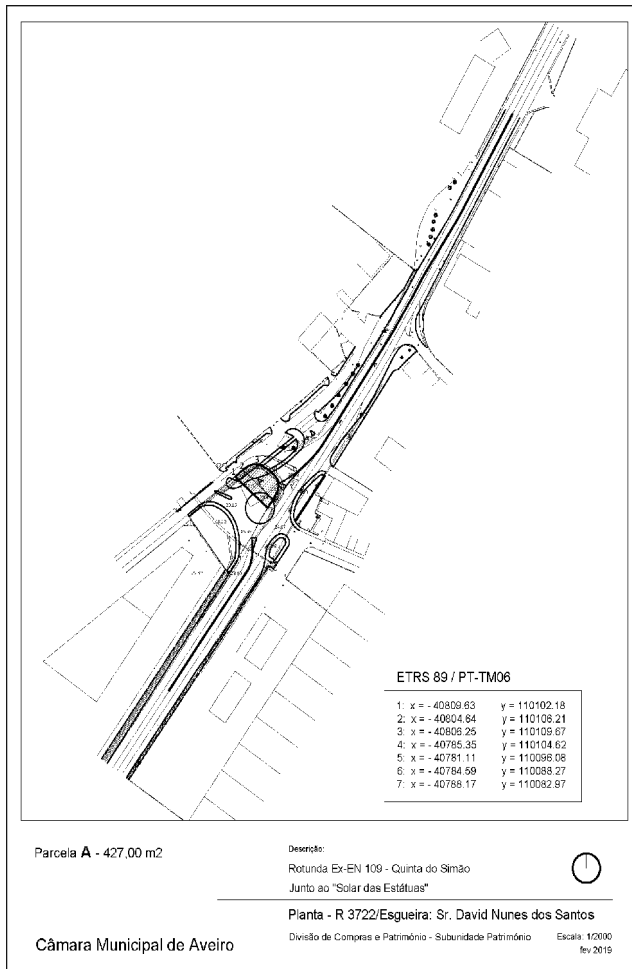 ETRS 89 / PT-TM06
1: x = - 40809.63 y = 110102.18
2: x = - 40804.64 y = 110106.21
3: x = - 40806.25 y = 110109.67
4: x = - 40785.35 y = 110104.62
5: x = - 40781.11 y = 110096.08
6: x = - 40784.59 y = 110088.27
7: x = - 40788.17 y = 110082.97
Parcela A - 427,00 m2
Descrição:
Rotunda Ex-EN 109 - Quinta do Simão
Junto ao "Solar das Estátuas"
Planta - R 3722/Esgueira: Sr. David Nunes dos Santos
Câmara Municipal de Aveiro
Divisão de Compras e Património - Subunidade Património
Escala: 1/2000
fev 2019